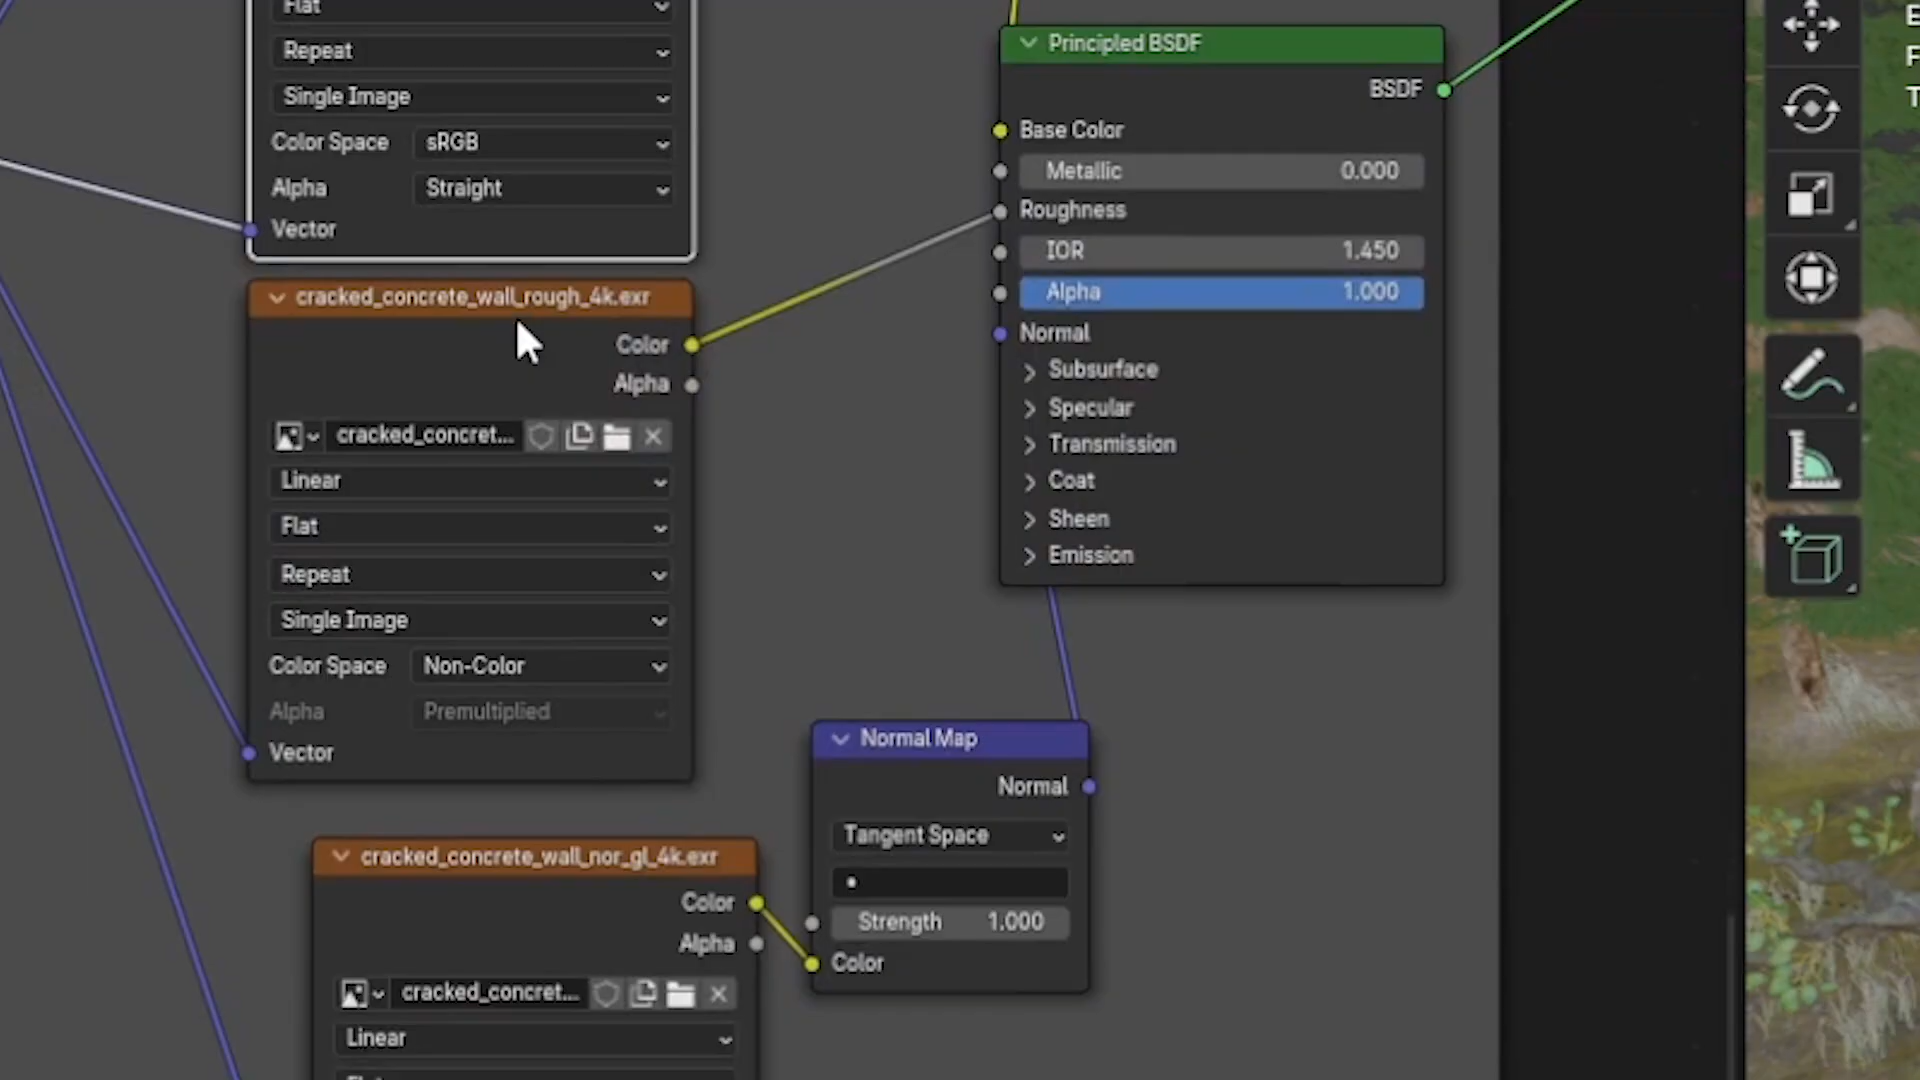 Flat
Repeat
Single Image
Color Space sRGB
Alpha Straight
Vector
cracked_concrete_wall_rough_4k.exr
Color
Alpha
cracked_concret...
Linear
Flat
Repeat
Single Image
Color Space Non-Color
Alpha Premultiplied
Vector
cracked_concrete_wall_nor_gl_4k.exr
Color
Alpha
cracked_concret...
Linear
Normal Map
Normal
Tangent Space
Strength 1.000
Color
Principled BSDF
BSDF
Base Color
Metallic 0.000
Roughness
IOR 1.450
Alpha 1.000
Normal
Subsurface
Specular
Transmission
Coat
Sheen
Emission